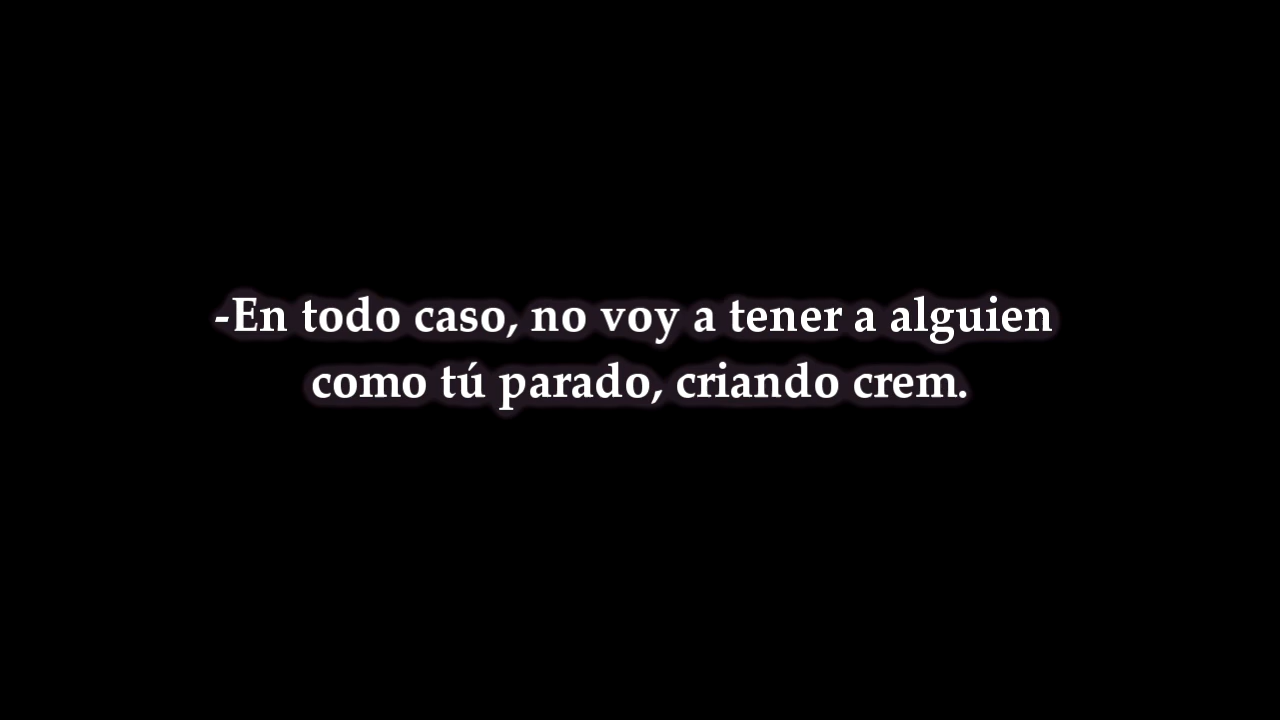 -En todo caso, no voy a tener a alguien
como tú parado, criando crem.